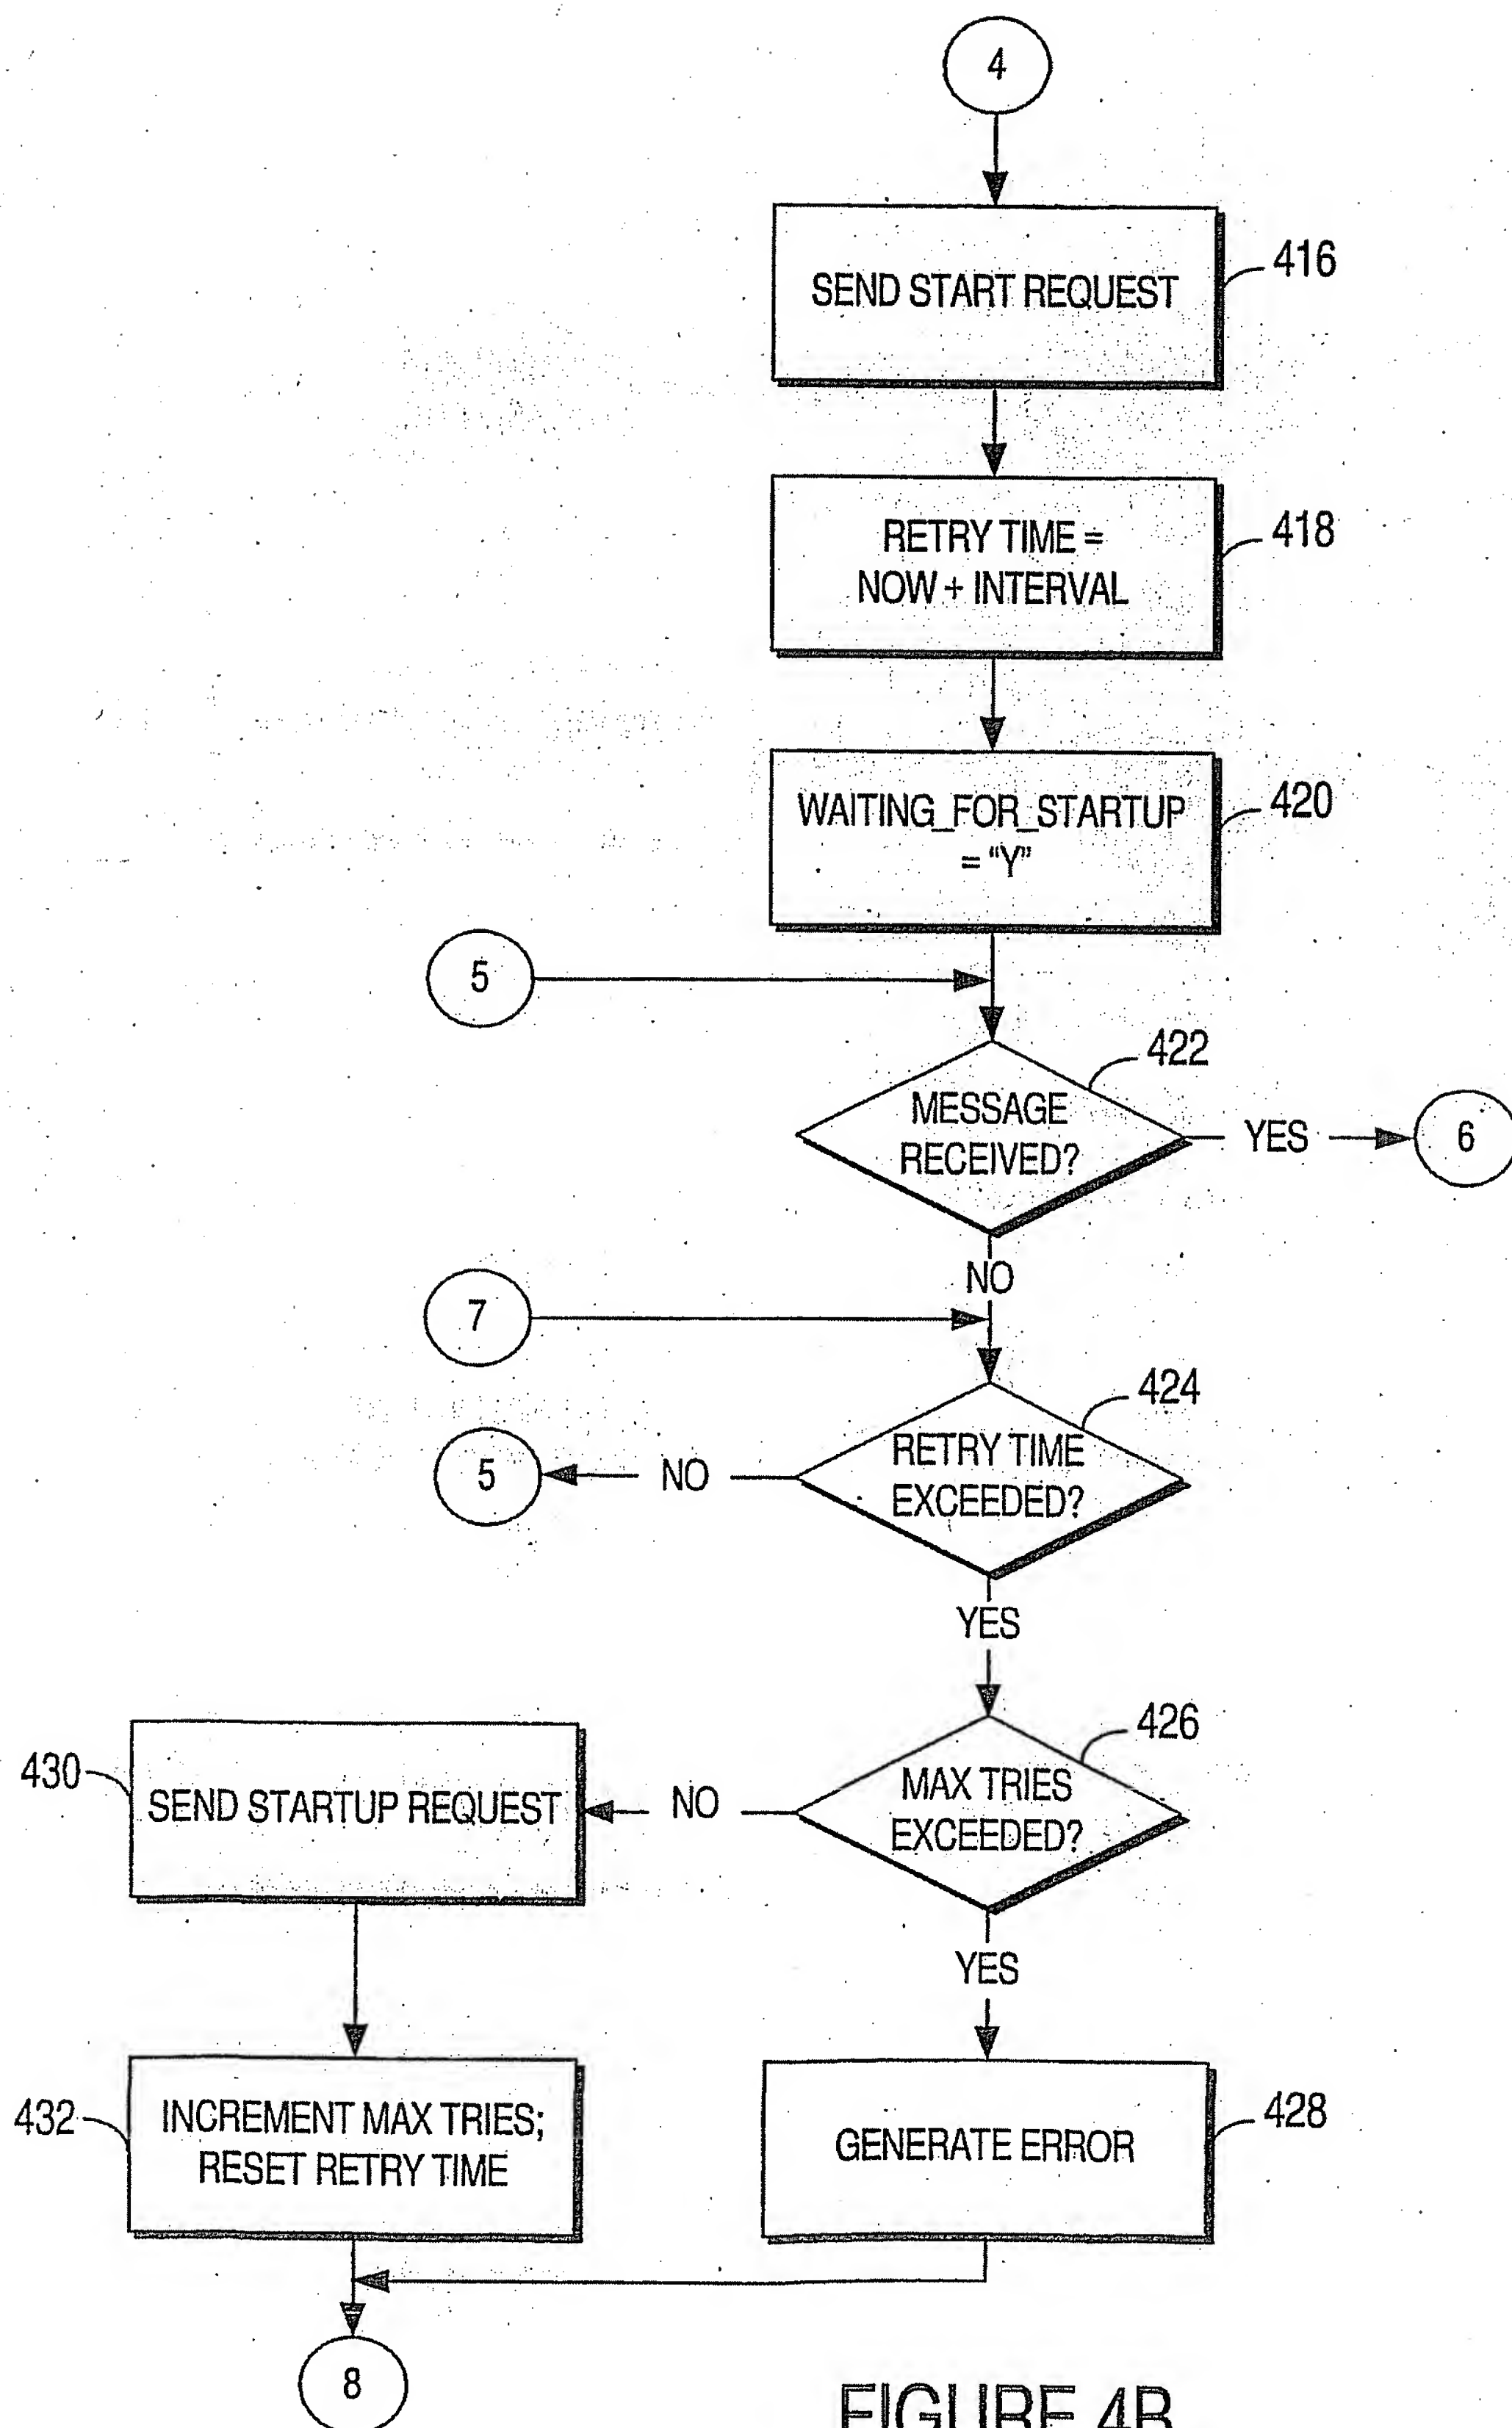 4
SEND START REQUEST
416
RETRY TIME =
NOW + INTERVAL
418
WAITING_FOR_STARTUP
= "Y"
420
5
422
MESSAGE
RECEIVED?
YES
6
NO
7
424
RETRY TIME
EXCEEDED?
NO
5
YES
426
MAX TRIES
EXCEEDED?
NO
430
SEND STARTUP REQUEST
YES
432
INCREMENT MAX TRIES;
RESET RETRY TIME
GENERATE ERROR
428
8
FIGURE 4B